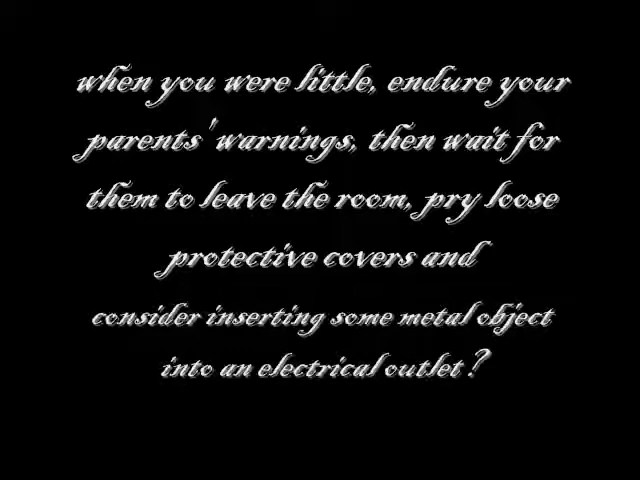 when you were little, endure your
parents' warnings, then wait for
them to leave the room, pry loose
protective covers and
consider inserting some metal object
into an electrical outlet?